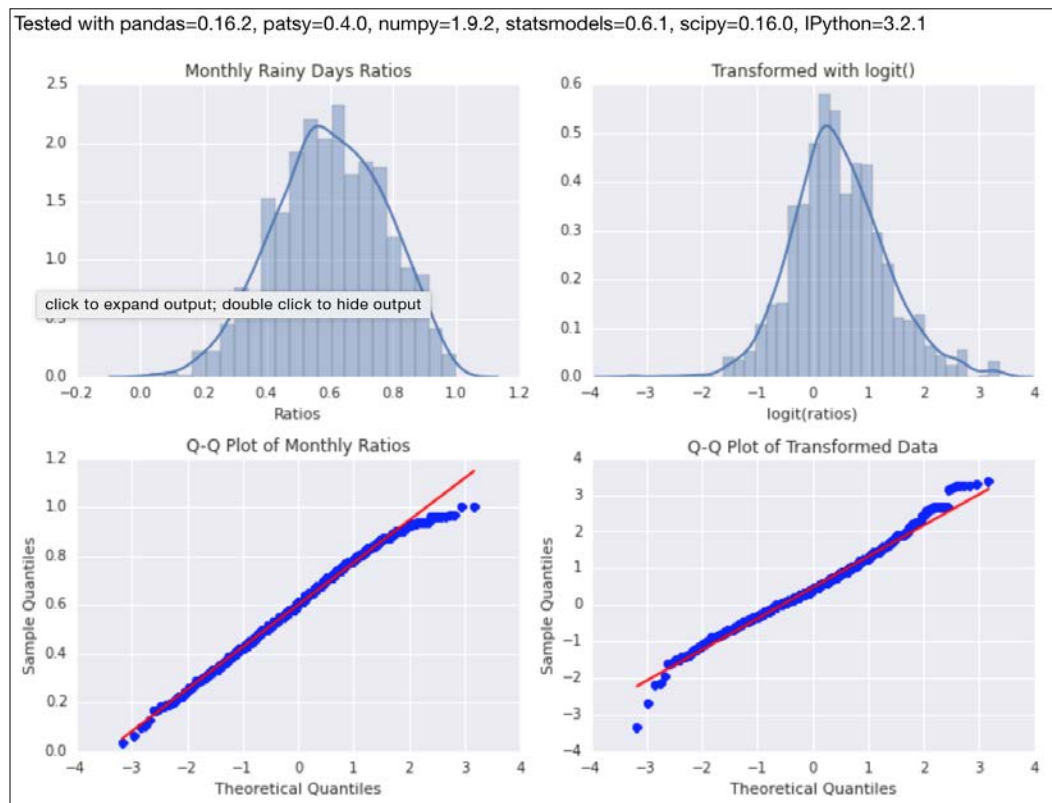 Tested with pandas=0.16.2, patsy=0.4.0, numpy=1.9.2, statsmodels=0.6.1, scipy=0.16.0, IPython=3.2.1
Monthly Rainy Days Ratios
2.5
2.0
1.5
1.0
0.5
0.0
−0.2 0.0 0.2 0.4 0.6 0.8 1.0 1.2
Ratios
click to expand output; double click to hide output
Transformed with logit()
0.6
0.5
0.4
0.3
0.2
0.1
0.0
−4 −3 −2 −1 0 1 2 3 4
logit(ratios)
Q-Q Plot of Monthly Ratios
Sample Quantiles
1.2
1.0
0.8
0.6
0.4
0.2
0.0
−4 −3 −2 −1 0 1 2 3 4
Theoretical Quantiles
Q-Q Plot of Transformed Data
Sample Quantiles
4
3
2
1
0
−1
−2
−3
−4
−4 −3 −2 −1 0 1 2 3 4
Theoretical Quantiles